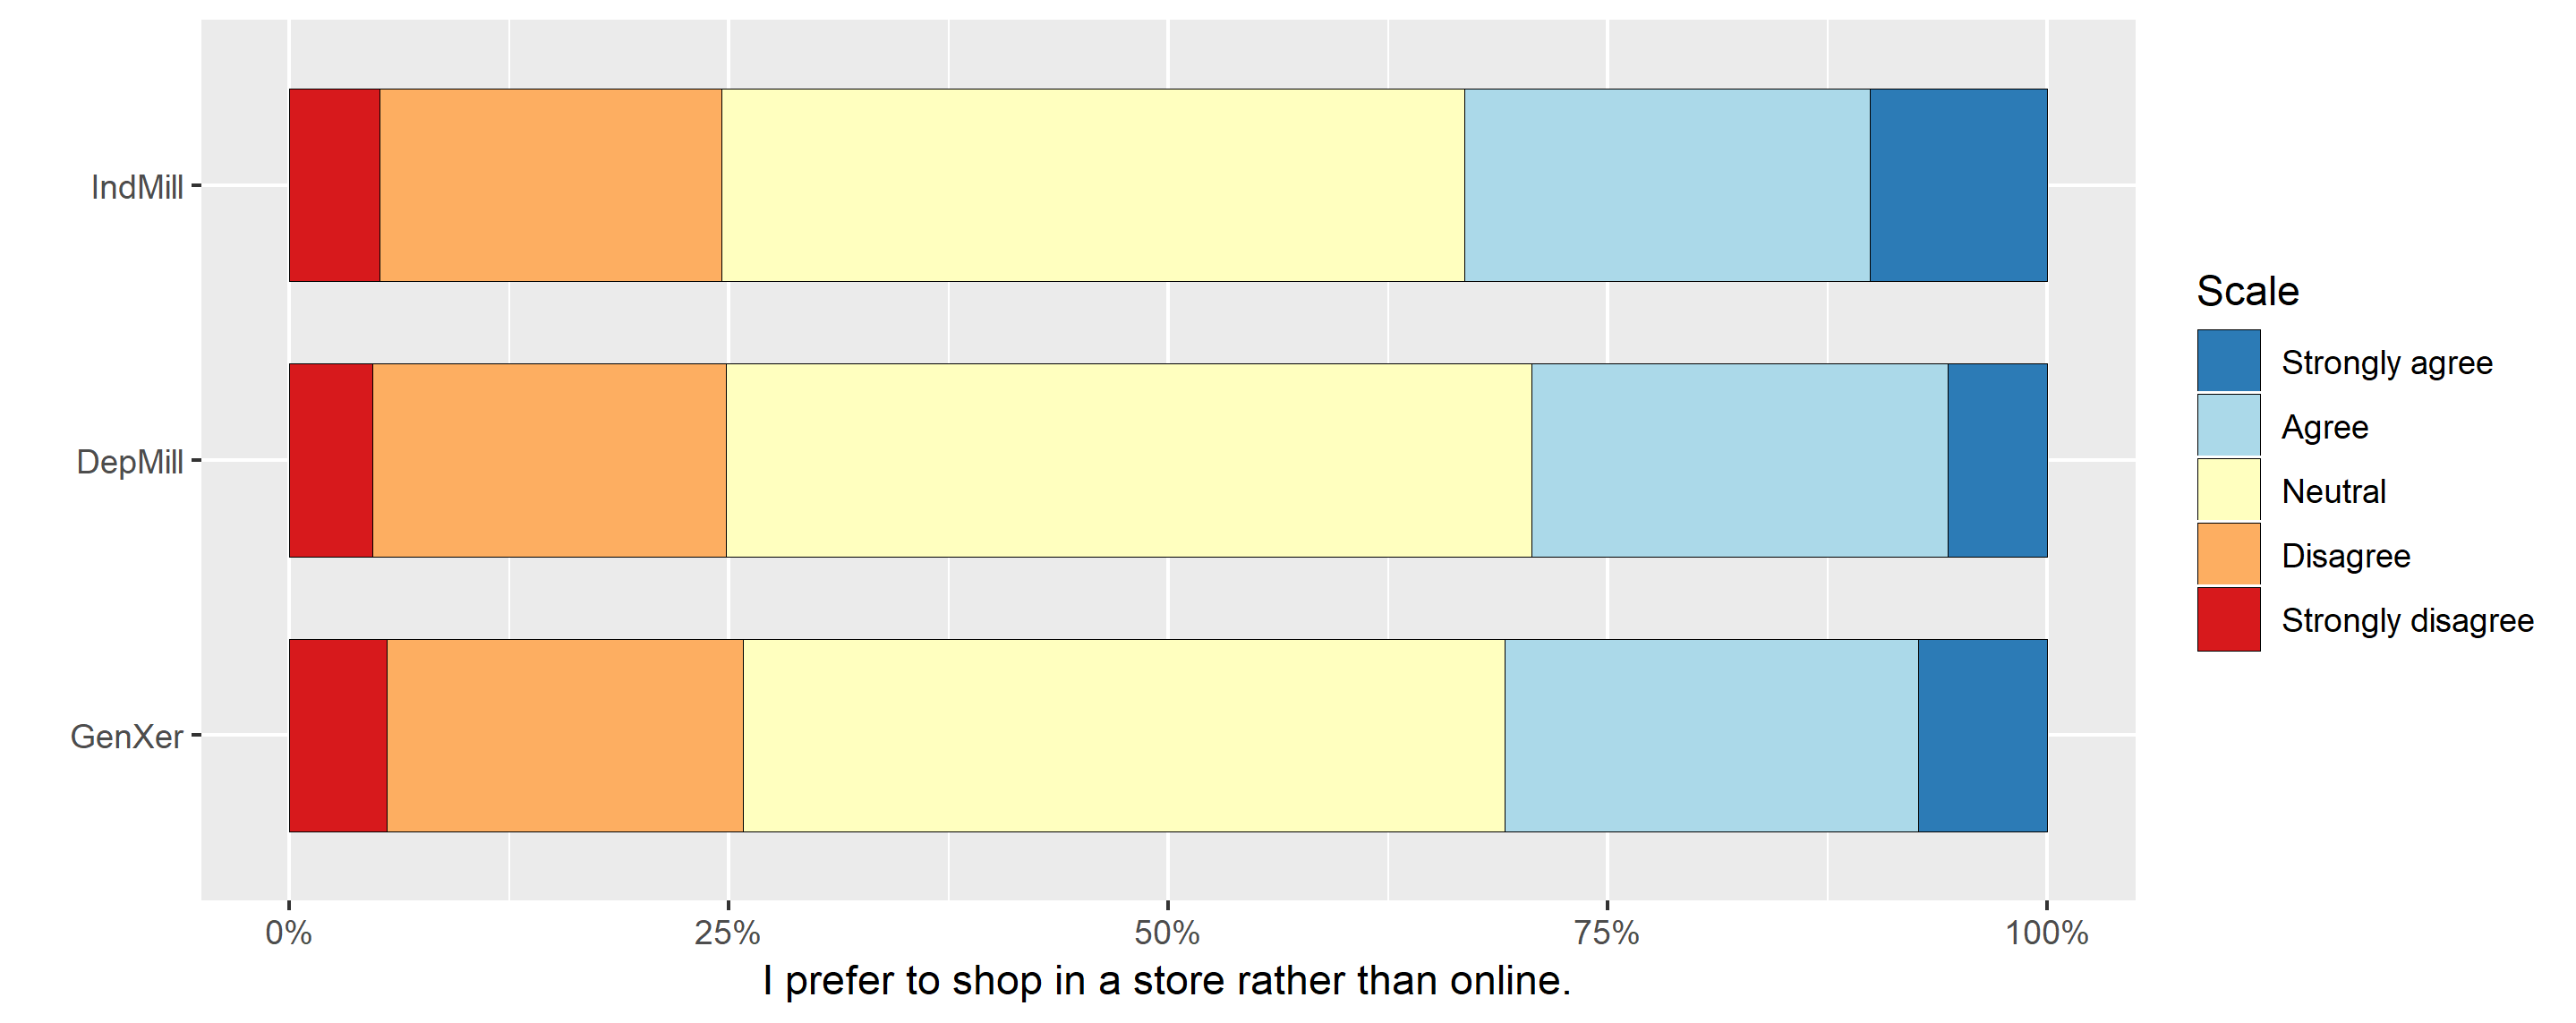 IndMill
DepMill
GenXer
0%
25%
50%
75%
100%
I prefer to shop in a store rather than online.
Scale
Strongly agree
Agree
Neutral
Disagree
Strongly disagree